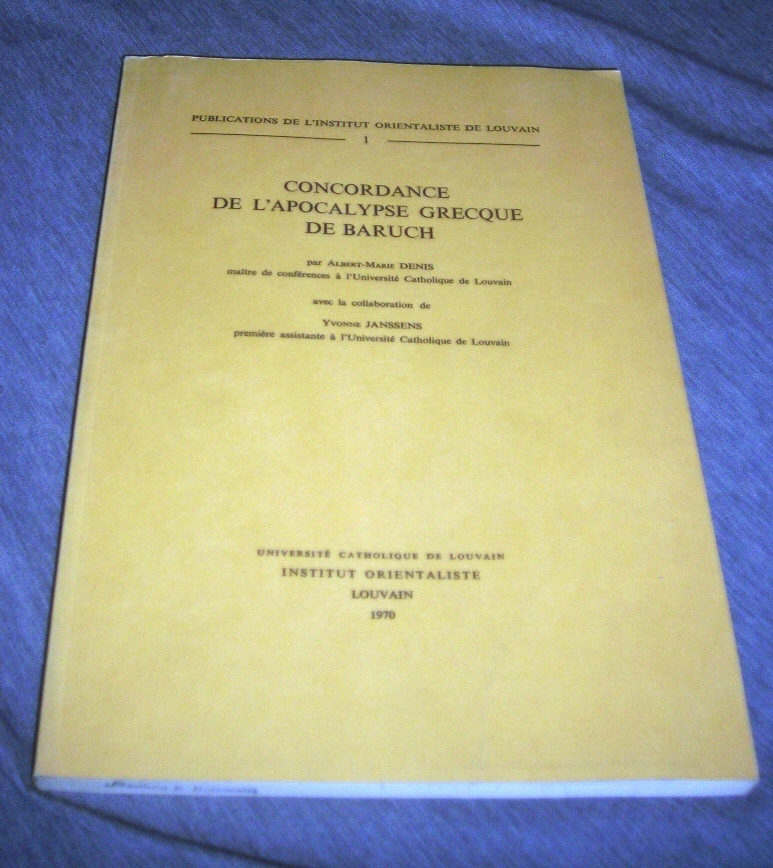 PUBLICATIONS DE L'INSTITUT ORIENTALISTE DE LOUVAIN
1
CONCORDANCE
DE L'APOCALYPSE GRECQUE
DE BARUCH
par ALBERT-MARIE DENIS
maître de conférences à l'Université Catholique de Louvain
avec la collaboration de
YVONNE JANSSENS
première assistante à l'Université Catholique de Louvain
UNIVERSITÉ CATHOLIQUE DE LOUVAIN
INSTITUT ORIENTALISTE
LOUVAIN
1970